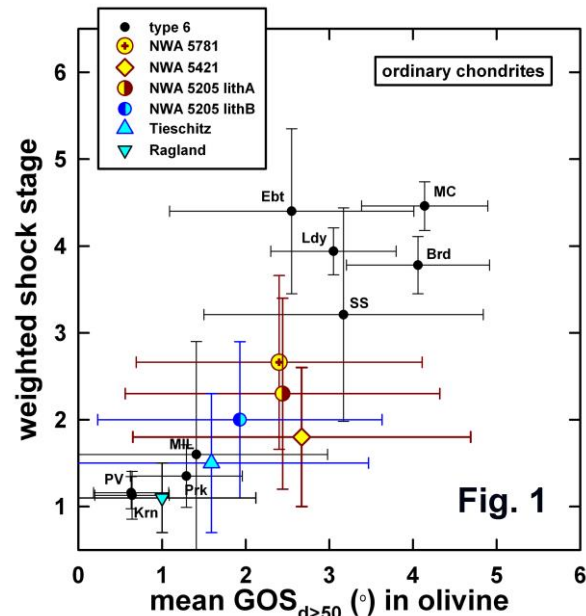 type 6
NWA 5781
NWA 5421
NWA 5205 lithA
NWA 5205 lithB
Tieschitz
Ragland
ordinary chondrites
6
5
4
3
2
1
weighted shock stage
Ebt
MC
Ldy
Brd
SS
MIL
PV
Prk
Krn
Fig. 1
0 1 2 3 4 5 6
mean GOS d>50 (°) in olivine